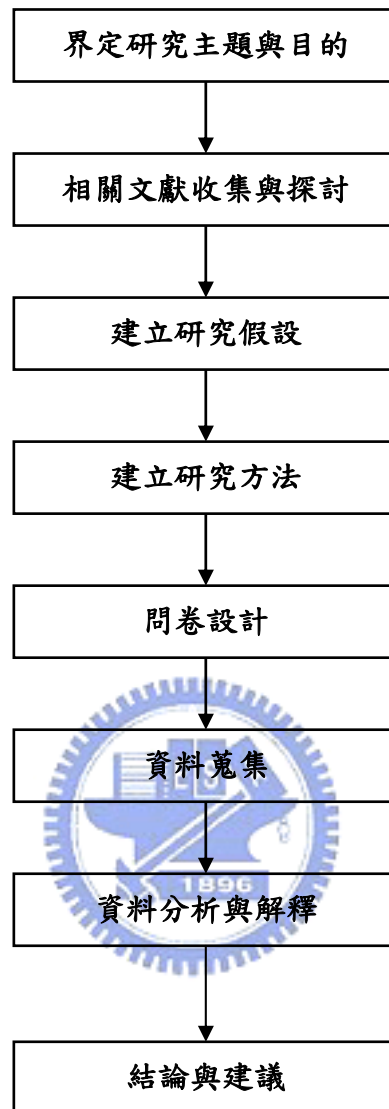 界定研究主題與目的
相關文獻收集與探討
建立研究假設
建立研究方法
問卷設計
資料蒐集
1896
資料分析與解釋
結論與建議